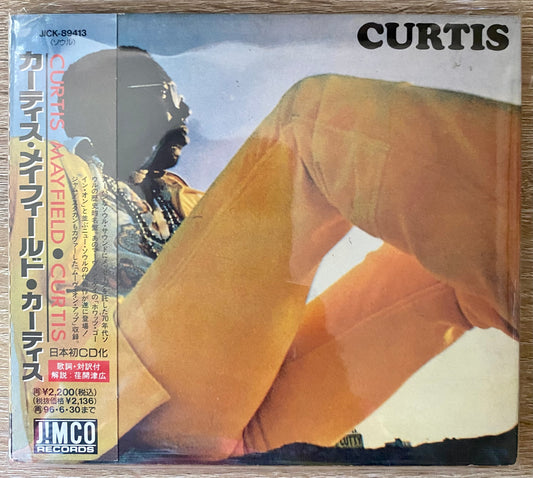 JICK-89413
(ソウル)
CURTIS
カーティス・メイフィールド・カーティス
CURTIS MAYFIELD • CURTIS
日本初CD化
歌詞・対訳付
解説:荏開津広
¥2,200(税込)
(税抜価格¥2,136)
96・6・30まで
J!MCO
RECORDS